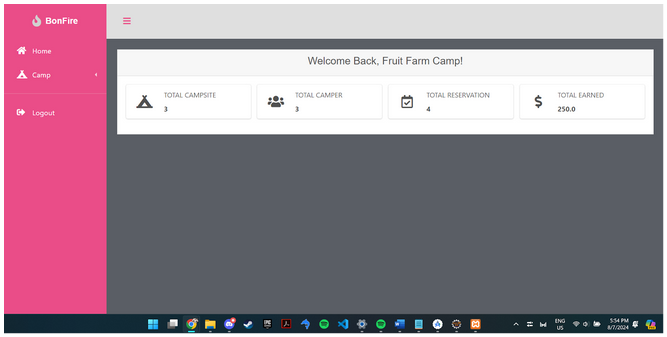 BonFire
Home
Camp
Logout
Welcome Back, Fruit Farm Camp!
TOTAL CAMPSITE
3
TOTAL CAMPER
3
TOTAL RESERVATION
4
TOTAL EARNED
250.0
ENG
US
5:54 PM
8/7/2024